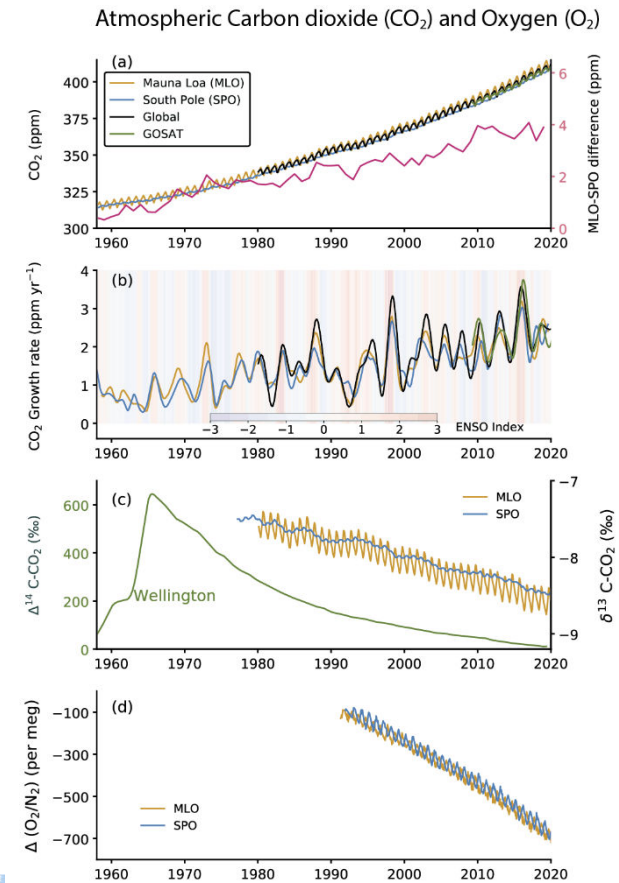 Atmospheric Carbon dioxide (CO₂) and Oxygen (O₂)
(a)
Mauna Loa (MLO)
South Pole (SPO)
Global
GOSAT
CO₂ (ppm)
400
375
350
325
300
MLO-SPO difference (ppm)
6
4
2
0
1960 1970 1980 1990 2000 2010 2020
(b)
CO₂ Growth rate (ppm yr⁻¹)
4
3
2
1
0
−3 −2 −1 0 1 2 3 ENSO Index
1960 1970 1980 1990 2000 2010 2020
(c)
MLO
SPO
Wellington
Δ¹⁴ C-CO₂ (‰)
600
400
200
0
δ¹³ C-CO₂ (‰)
−7
−8
−9
1960 1970 1980 1990 2000 2010 2020
(d)
MLO
SPO
Δ (O₂/N₂) (per meg)
−100
−300
−500
−700
1960 1970 1980 1990 2000 2010 2020